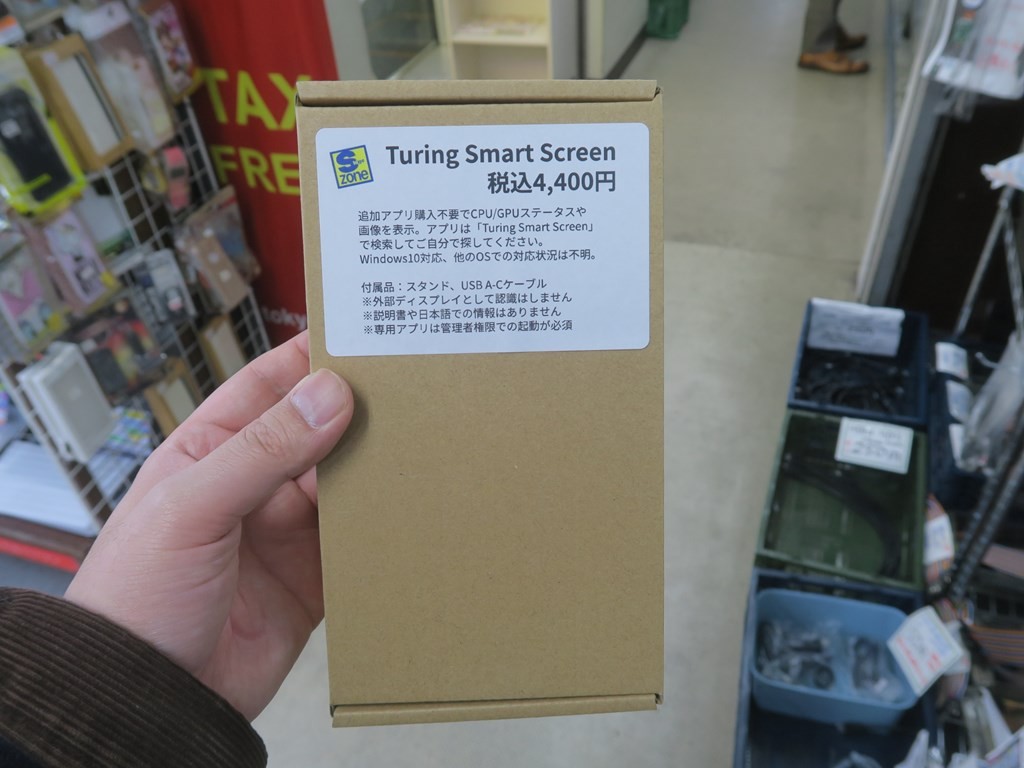 TAX
FREE
S
zone
Turing Smart Screen
税込4,400円
追加アプリ購入不要でCPU/GPUステータスや
画像を表示。アプリは「Turing Smart Screen」
で検索してご自分で探してください。
Windows10対応、他のOSでの対応状況は不明。
付属品：スタンド、USB A-Cケーブル
※外部ディスプレイとして認識はしません
※説明書や日本語での情報はありません
※専用アプリは管理者権限での起動が必須
toky